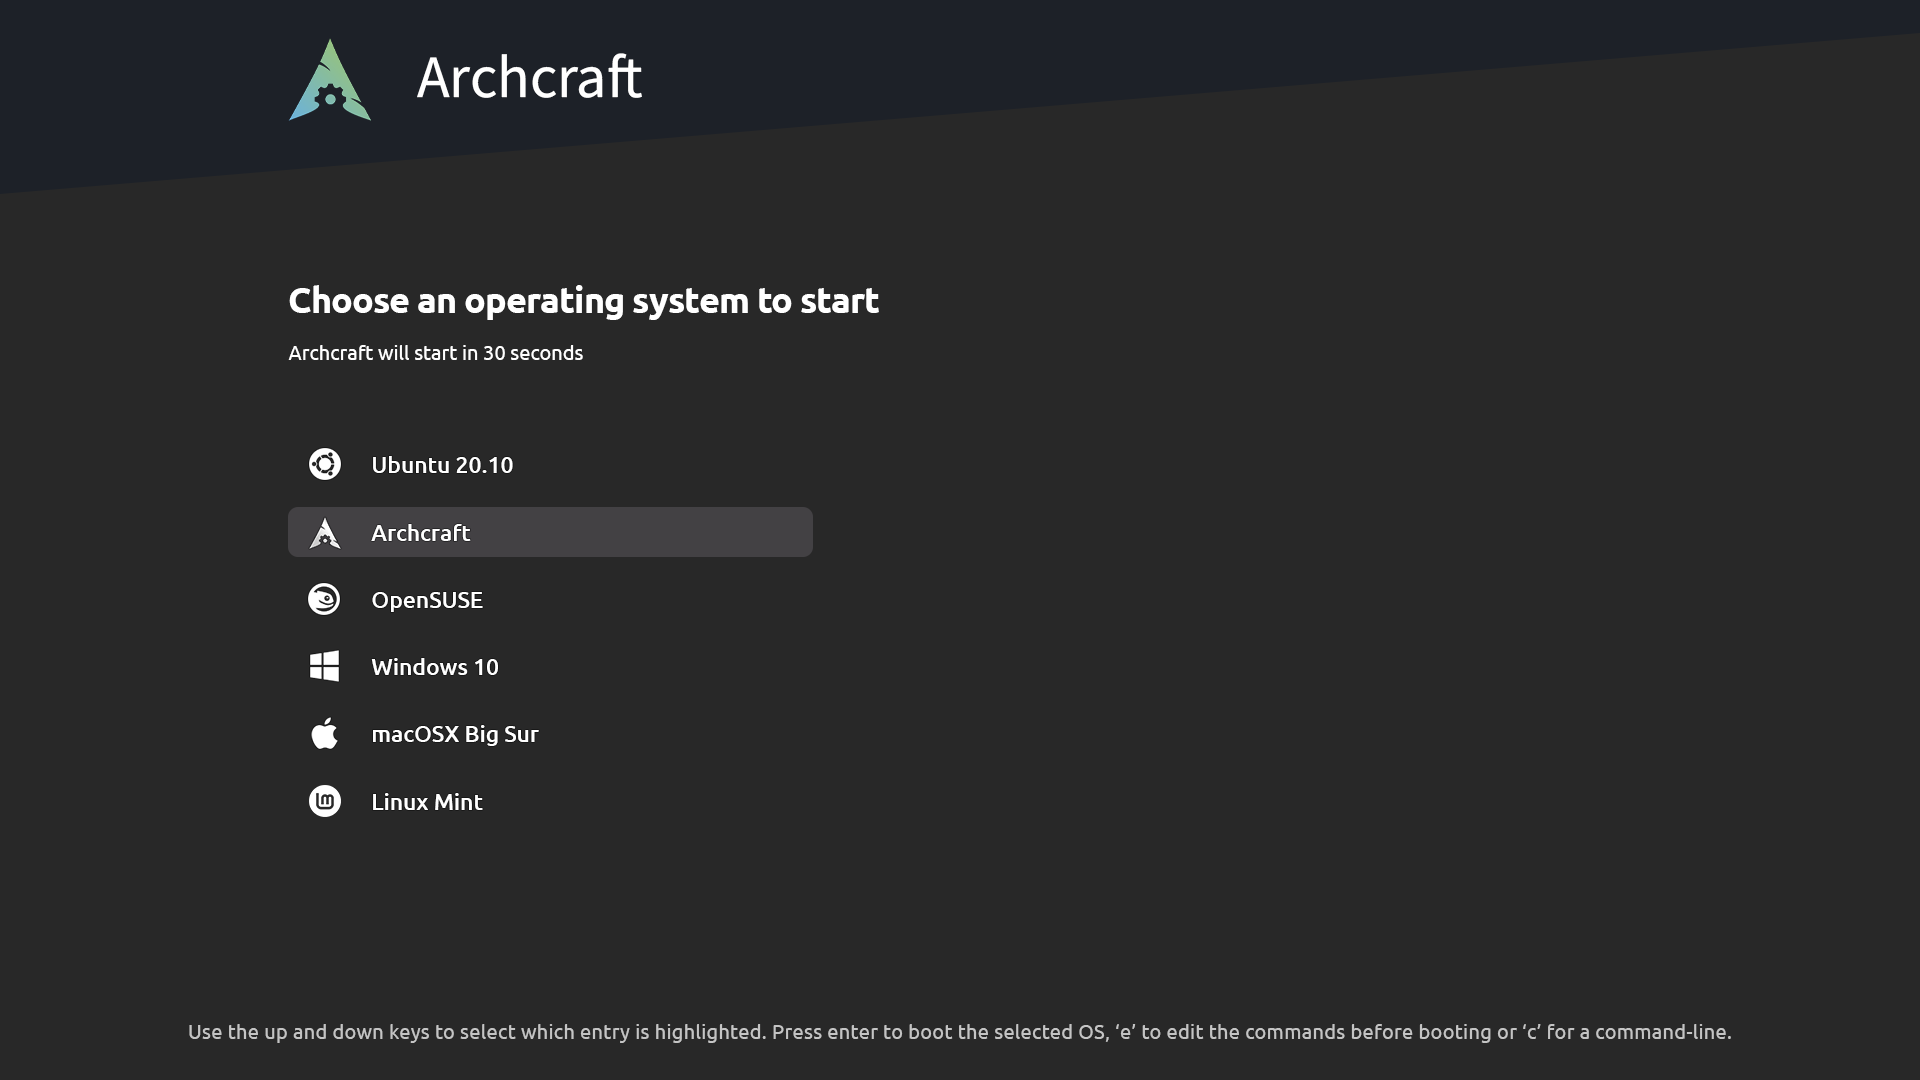 Archcraft
Choose an operating system to start
Archcraft will start in 30 seconds
Ubuntu 20.10
Archcraft
OpenSUSE
Windows 10
macOSX Big Sur
Linux Mint
Use the up and down keys to select which entry is highlighted. Press enter to boot the selected OS, ‘e’ to edit the commands before booting or ‘c’ for a command-line.